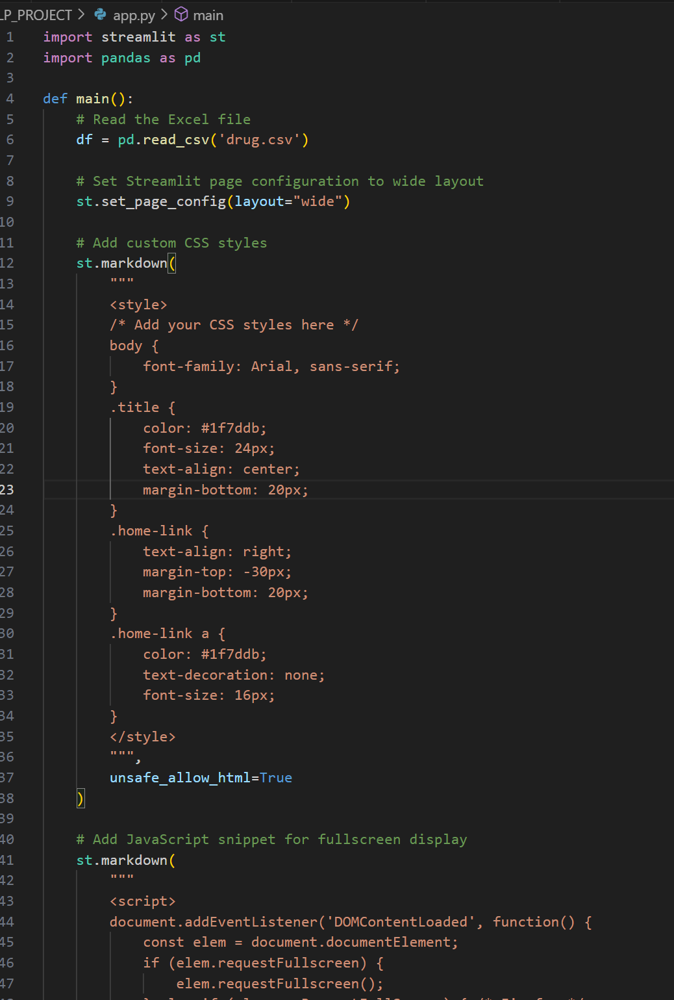 LP_PROJECT > app.py > main
1 import streamlit as st
2 import pandas as pd
3
4 def main():
5     # Read the Excel file
6     df = pd.read_csv('drug.csv')
7
8     # Set Streamlit page configuration to wide layout
9     st.set_page_config(layout="wide")
10
11     # Add custom CSS styles
12     st.markdown(
13         """
14         <style>
15         /* Add your CSS styles here */
16         body {
17             font-family: Arial, sans-serif;
18         }
19         .title {
20             color: #1f7ddb;
21             font-size: 24px;
22             text-align: center;
23             margin-bottom: 20px;
24         }
25         .home-link {
26             text-align: right;
27             margin-top: -30px;
28             margin-bottom: 20px;
29         }
30         .home-link a {
31             color: #1f7ddb;
32             text-decoration: none;
33             font-size: 16px;
34         }
35         </style>
36         """,
37         unsafe_allow_html=True
38     )
39
40     # Add JavaScript snippet for fullscreen display
41     st.markdown(
42         """
43         <script>
44         document.addEventListener('DOMContentLoaded', function() {
45             const elem = document.documentElement;
46             if (elem.requestFullscreen) {
47                 elem.requestFullscreen();